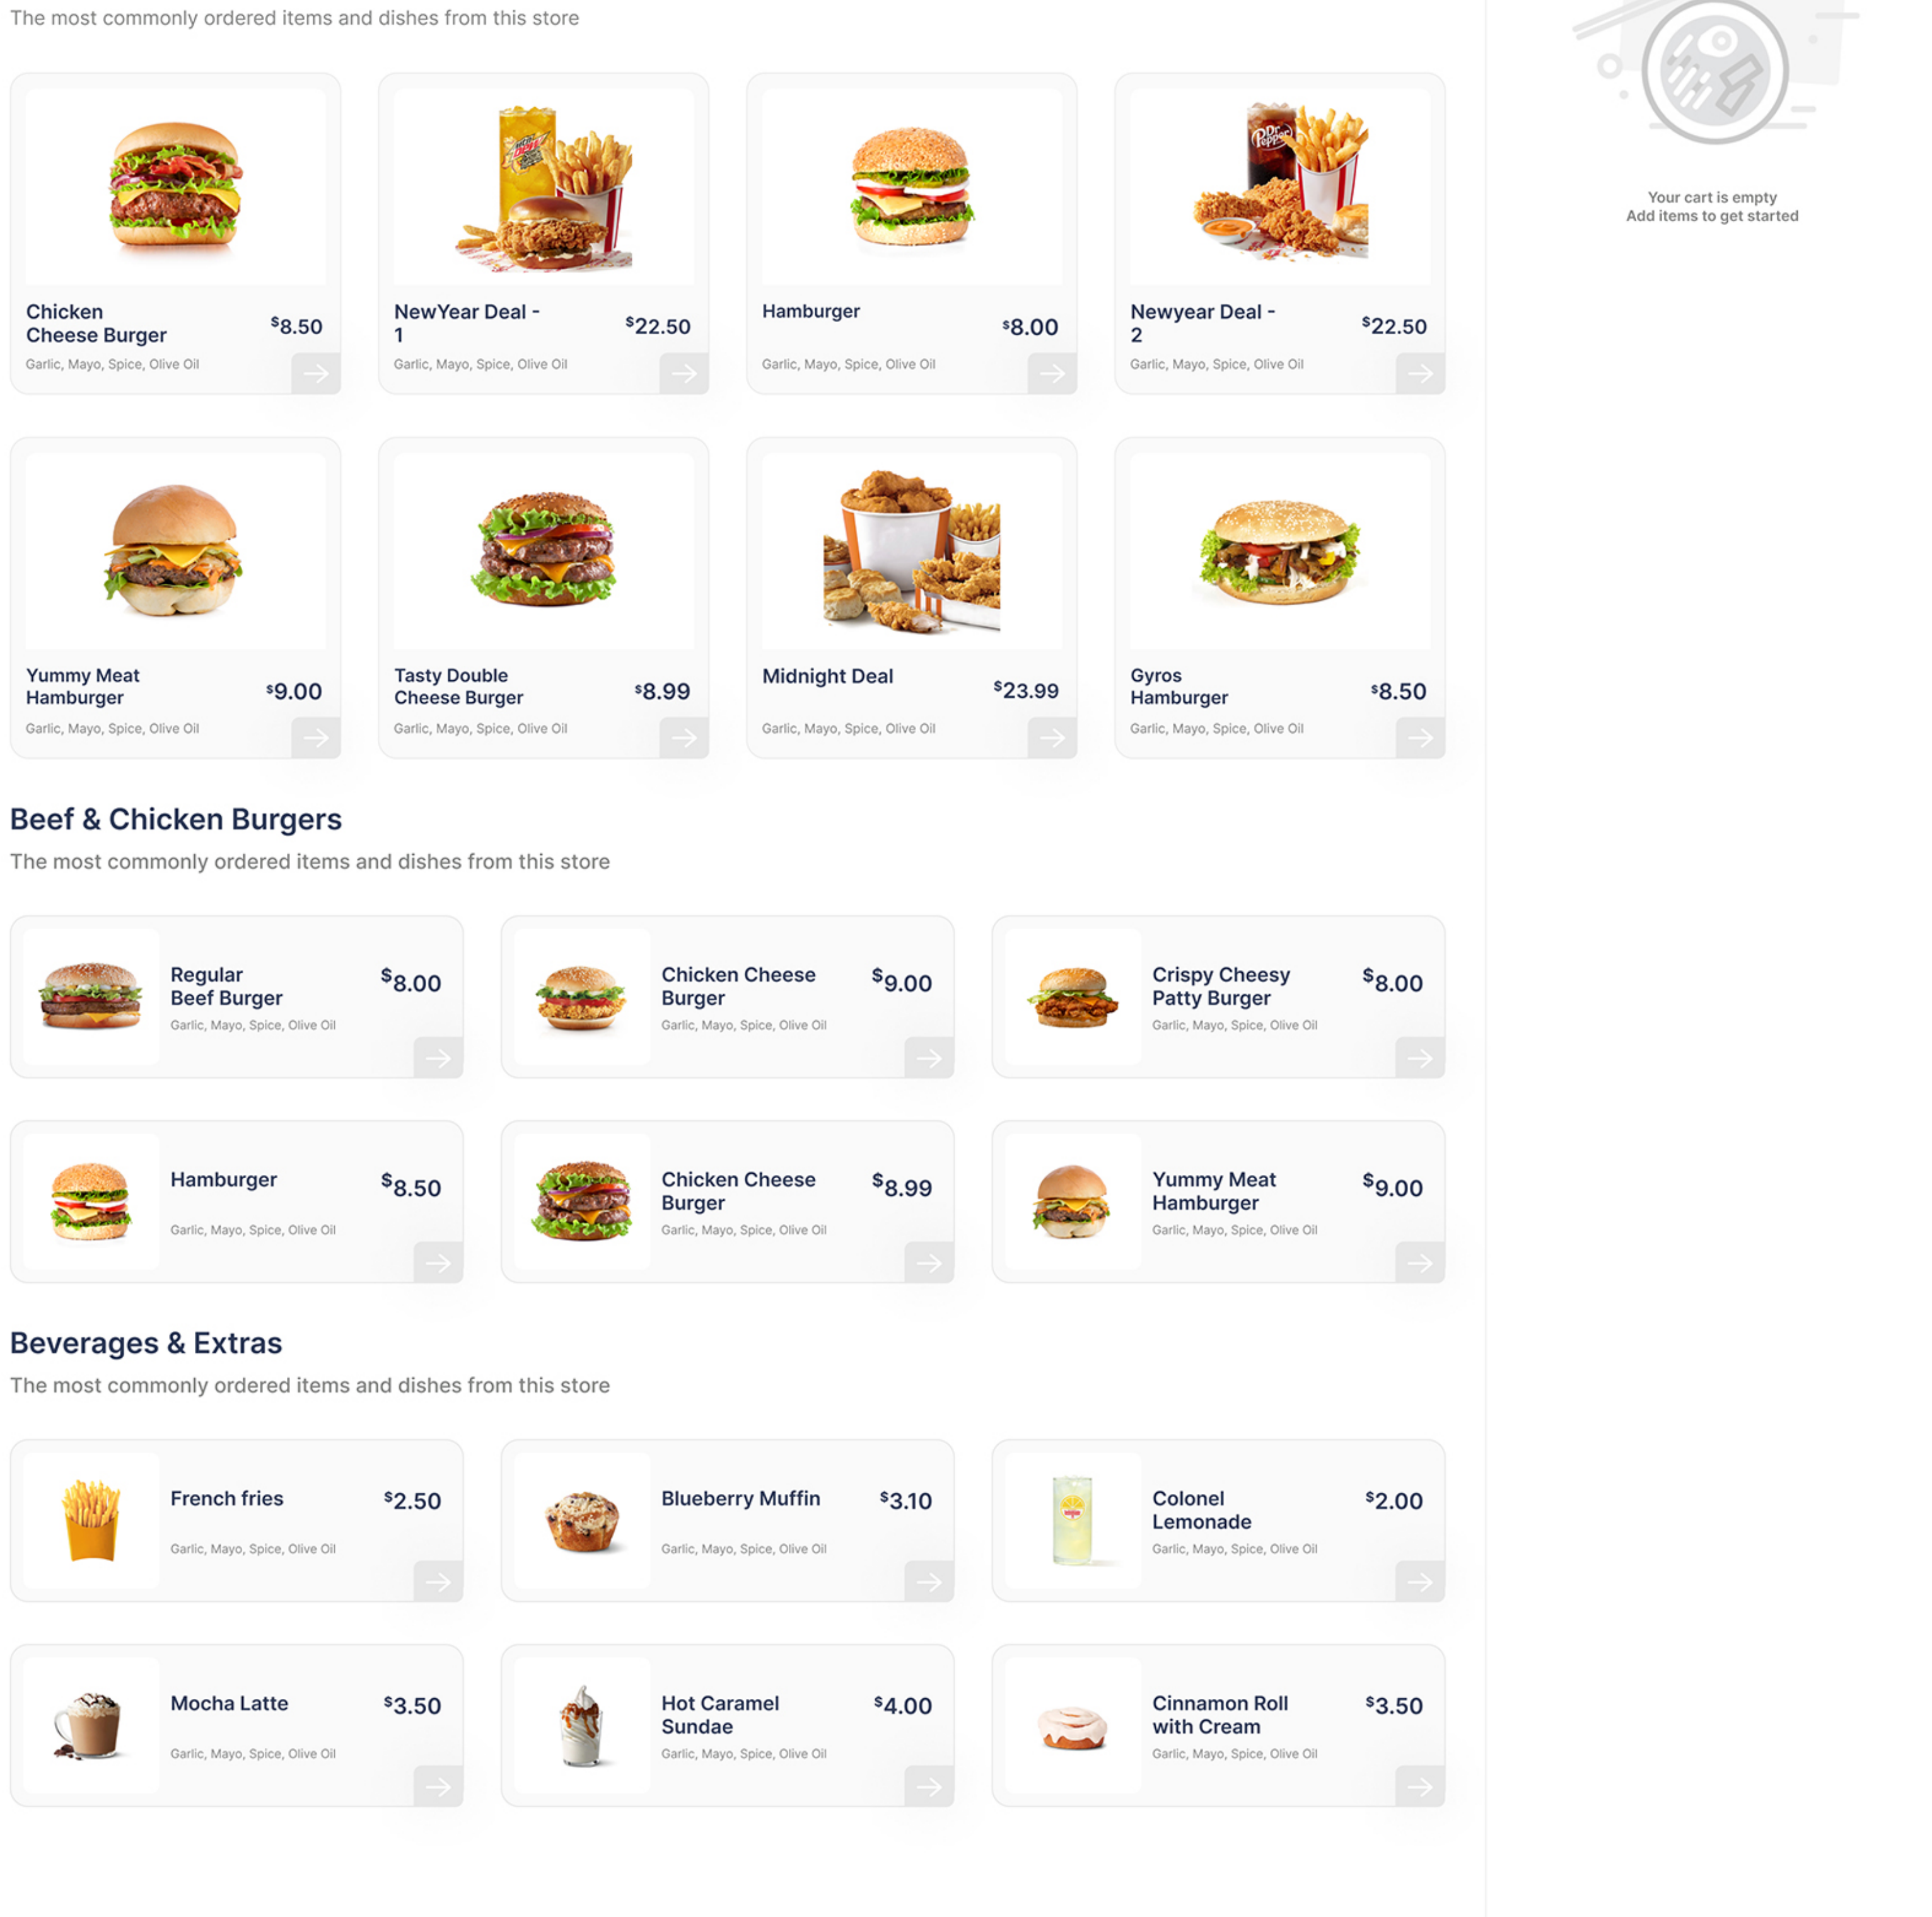 The most commonly ordered items and dishes from this store
Your cart is empty
Add items to get started
Dr
Pepper
Chicken
Cheese Burger
$8.50
Garlic, Mayo, Spice, Olive Oil
NewYear Deal -
1
$22.50
Garlic, Mayo, Spice, Olive Oil
Hamburger
$8.00
Garlic, Mayo, Spice, Olive Oil
Newyear Deal -
2
$22.50
Garlic, Mayo, Spice, Olive Oil
Yummy Meat
Hamburger
$9.00
Garlic, Mayo, Spice, Olive Oil
Tasty Double
Cheese Burger
$8.99
Garlic, Mayo, Spice, Olive Oil
Midnight Deal
$23.99
Garlic, Mayo, Spice, Olive Oil
Gyros
Hamburger
$8.50
Garlic, Mayo, Spice, Olive Oil
Beef & Chicken Burgers
The most commonly ordered items and dishes from this store
Regular
Beef Burger
$8.00
Garlic, Mayo, Spice, Olive Oil
Chicken Cheese
Burger
$9.00
Garlic, Mayo, Spice, Olive Oil
Crispy Cheesy
Patty Burger
$8.00
Garlic, Mayo, Spice, Olive Oil
Hamburger
$8.50
Garlic, Mayo, Spice, Olive Oil
Chicken Cheese
Burger
$8.99
Garlic, Mayo, Spice, Olive Oil
Yummy Meat
Hamburger
$9.00
Garlic, Mayo, Spice, Olive Oil
Beverages & Extras
The most commonly ordered items and dishes from this store
French fries
$2.50
Garlic, Mayo, Spice, Olive Oil
Blueberry Muffin
$3.10
Garlic, Mayo, Spice, Olive Oil
Colonel
Lemonade
$2.00
Garlic, Mayo, Spice, Olive Oil
Mocha Latte
$3.50
Garlic, Mayo, Spice, Olive Oil
Hot Caramel
Sundae
$4.00
Garlic, Mayo, Spice, Olive Oil
Cinnamon Roll
with Cream
$3.50
Garlic, Mayo, Spice, Olive Oil